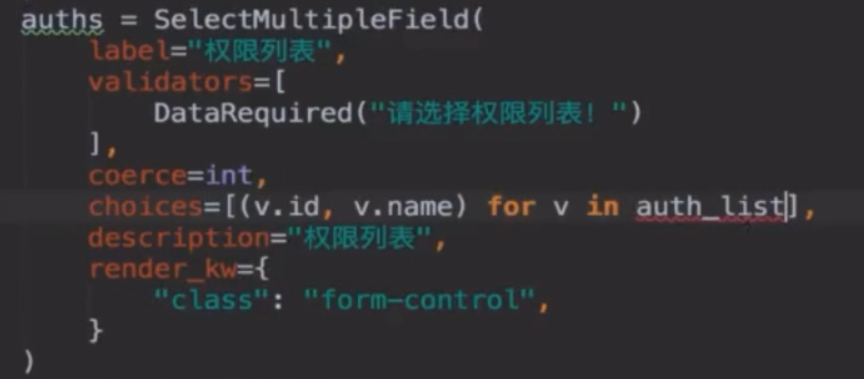 auths = SelectMultipleField(
    label="权限列表",
    validators=[
        DataRequired("请选择权限列表！")
    ],
    coerce=int,
    choices=[(v.id, v.name) for v in auth_list],
    description="权限列表",
    render_kw={
        "class": "form-control",
    }
)